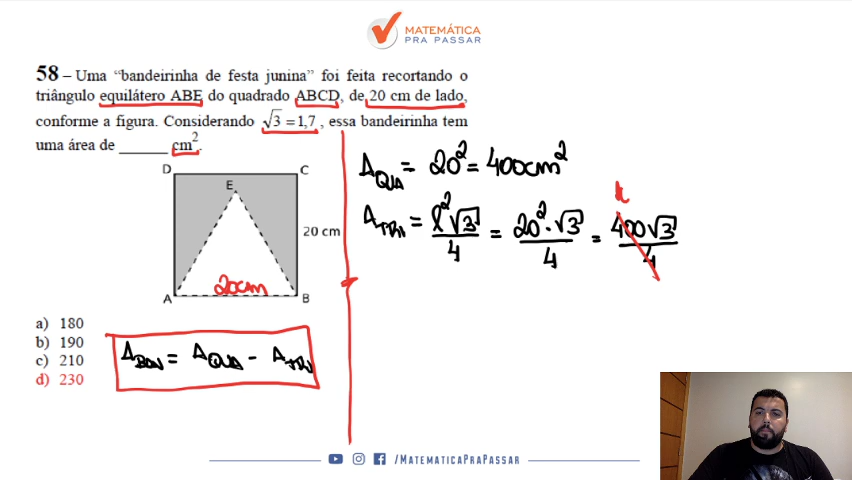 MATEMÁTICA
PRA PASSAR
58 – Uma “bandeirinha de festa junina” foi feita recortando o
triângulo equilátero ABE do quadrado ABCD, de 20 cm de lado,
conforme a figura. Considerando √3 = 1,7 , essa bandeirinha tem
uma área de ______ cm².
D C
E
20 cm
20cm
A B
a) 180
b) 190
c) 210
d) 230
A_BAN = A_QUA − A_TRI
A_QUA = 20² = 400cm²
A_TRI = l²√3/4 = 20²·√3/4 = 400√3/4
/MATEMATICAPRAPASSAR